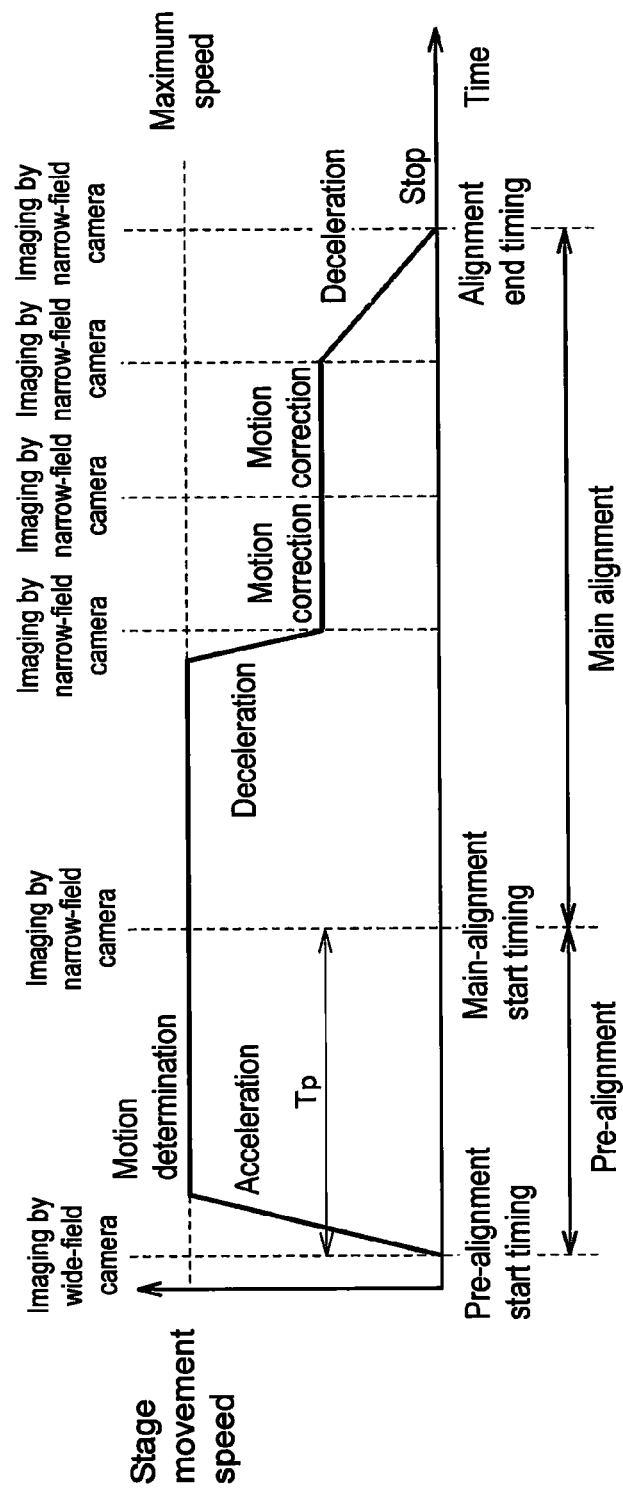 Stage
movement
speed
Imaging by
wide-field
camera
Imaging by
narrow-field
camera
Imaging by
narrow-field
camera
Imaging by
narrow-field
camera
Imaging by
narrow-field
camera
Imaging by
narrow-field
camera
Maximum
speed
Motion
determination
Acceleration
Tp
Deceleration
Motion
correction
Motion
correction
Deceleration
Stop
Pre-alignment
start timing
Main-alignment
start timing
Alignment
end timing
Time
Pre-alignment
Main alignment